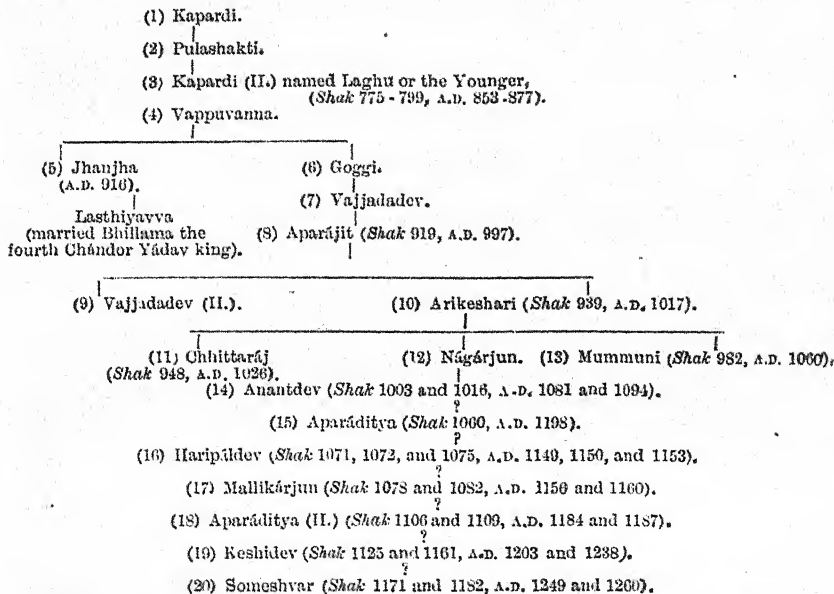 (1) Kapardi.
(2) Pulashakti.
(3) Kapardi (II.) named Laghu or the Younger,
(Shak 775-799, A.D. 853-877).
(4) Vappuvanna.
(5) Jhanjha
(A.D. 916).
(6) Goggi.
(7) Vajjadadev.
Lasthiyavva
(married Bhillama the
fourth Chándor Yádav king).
(8) Aparájit (Shak 919, A.D. 997).
(9) Vajjadadev (II.).
(10) Arikeshari (Shak 939, A.D. 1017).
(11) Chhittaráj
(Shak 948, A.D. 1026).
(12) Nágárjun.
(13) Mummuni (Shak 982, A.D. 1060).
(14) Anantdev (Shak 1003 and 1016, A.D. 1081 and 1094).
?
(15) Aparáditya (Shak 1060, A.D. 1198).
?
(16) Haripáldev (Shak 1071, 1072, and 1075, A.D. 1149, 1150, and 1153).
?
(17) Mallikárjun (Shak 1078 and 1082, A.D. 1156 and 1160).
?
(18) Aparáditya (II.) (Shak 1106 and 1109, A.D. 1184 and 1187).
?
(19) Keshidev (Shak 1125 and 1161, A.D. 1203 and 1238).
?
(20) Someshvar (Shak 1171 and 1182, A.D. 1249 and 1260).